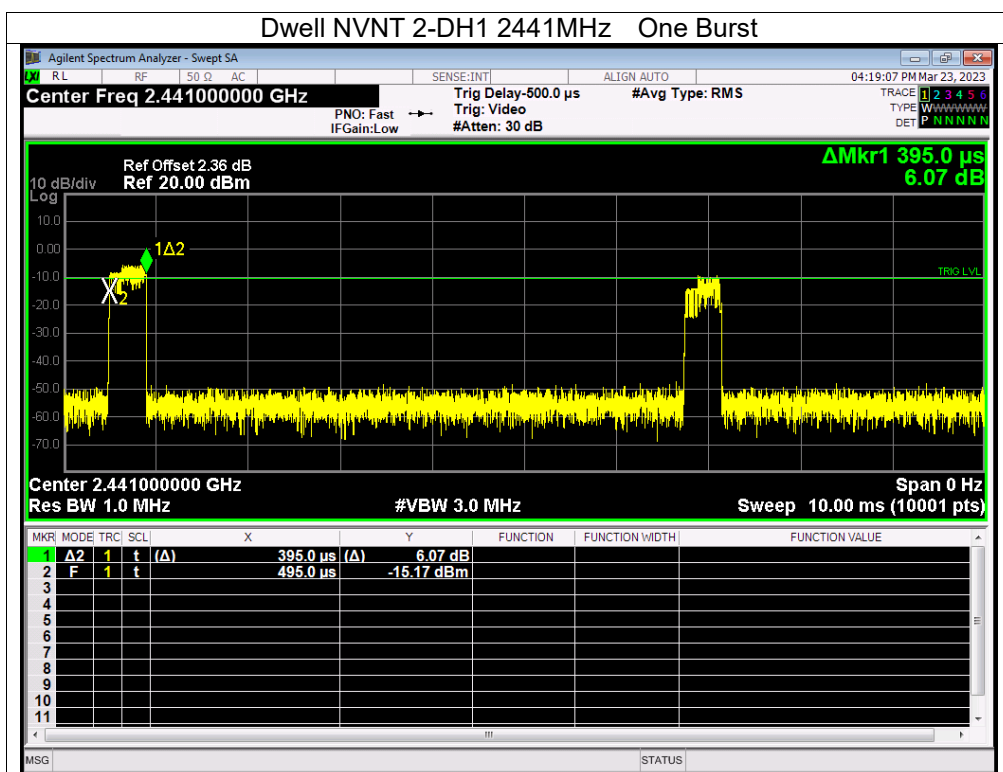 Dwell NVNT 2-DH1 2441MHz One Burst
Agilent Spectrum Analyzer - Swept SA
LXI RL RF 50 Ω AC SENSE:INT ALIGN AUTO 04:19:07 PM Mar 23, 2023
Center Freq 2.441000000 GHz Trig Delay-500.0 µs #Avg Type: RMS TRACE 1 2 3 4 5 6
PNO: Fast Trig: Video TYPE WWWWWW
IFGain:Low #Atten: 30 dB DET P N N N N N
ΔMkr1 395.0 µs
6.07 dB
Ref Offset 2.36 dB
10 dB/div Ref 20.00 dBm
Log
10.0
0.00
1Δ2
-10.0
TRIG LVL
2
-20.0
-30.0
-40.0
-50.0
-60.0
-70.0
Center 2.441000000 GHz Span 0 Hz
Res BW 1.0 MHz #VBW 3.0 MHz Sweep 10.00 ms (10001 pts)
MKR MODE TRC SCL X Y FUNCTION FUNCTION WIDTH FUNCTION VALUE
1 Δ2 1 t (Δ) 395.0 µs (Δ) 6.07 dB
2 F 1 t 495.0 µs -15.17 dBm
3
4
5
6
7
8
9
10
11
MSG STATUS